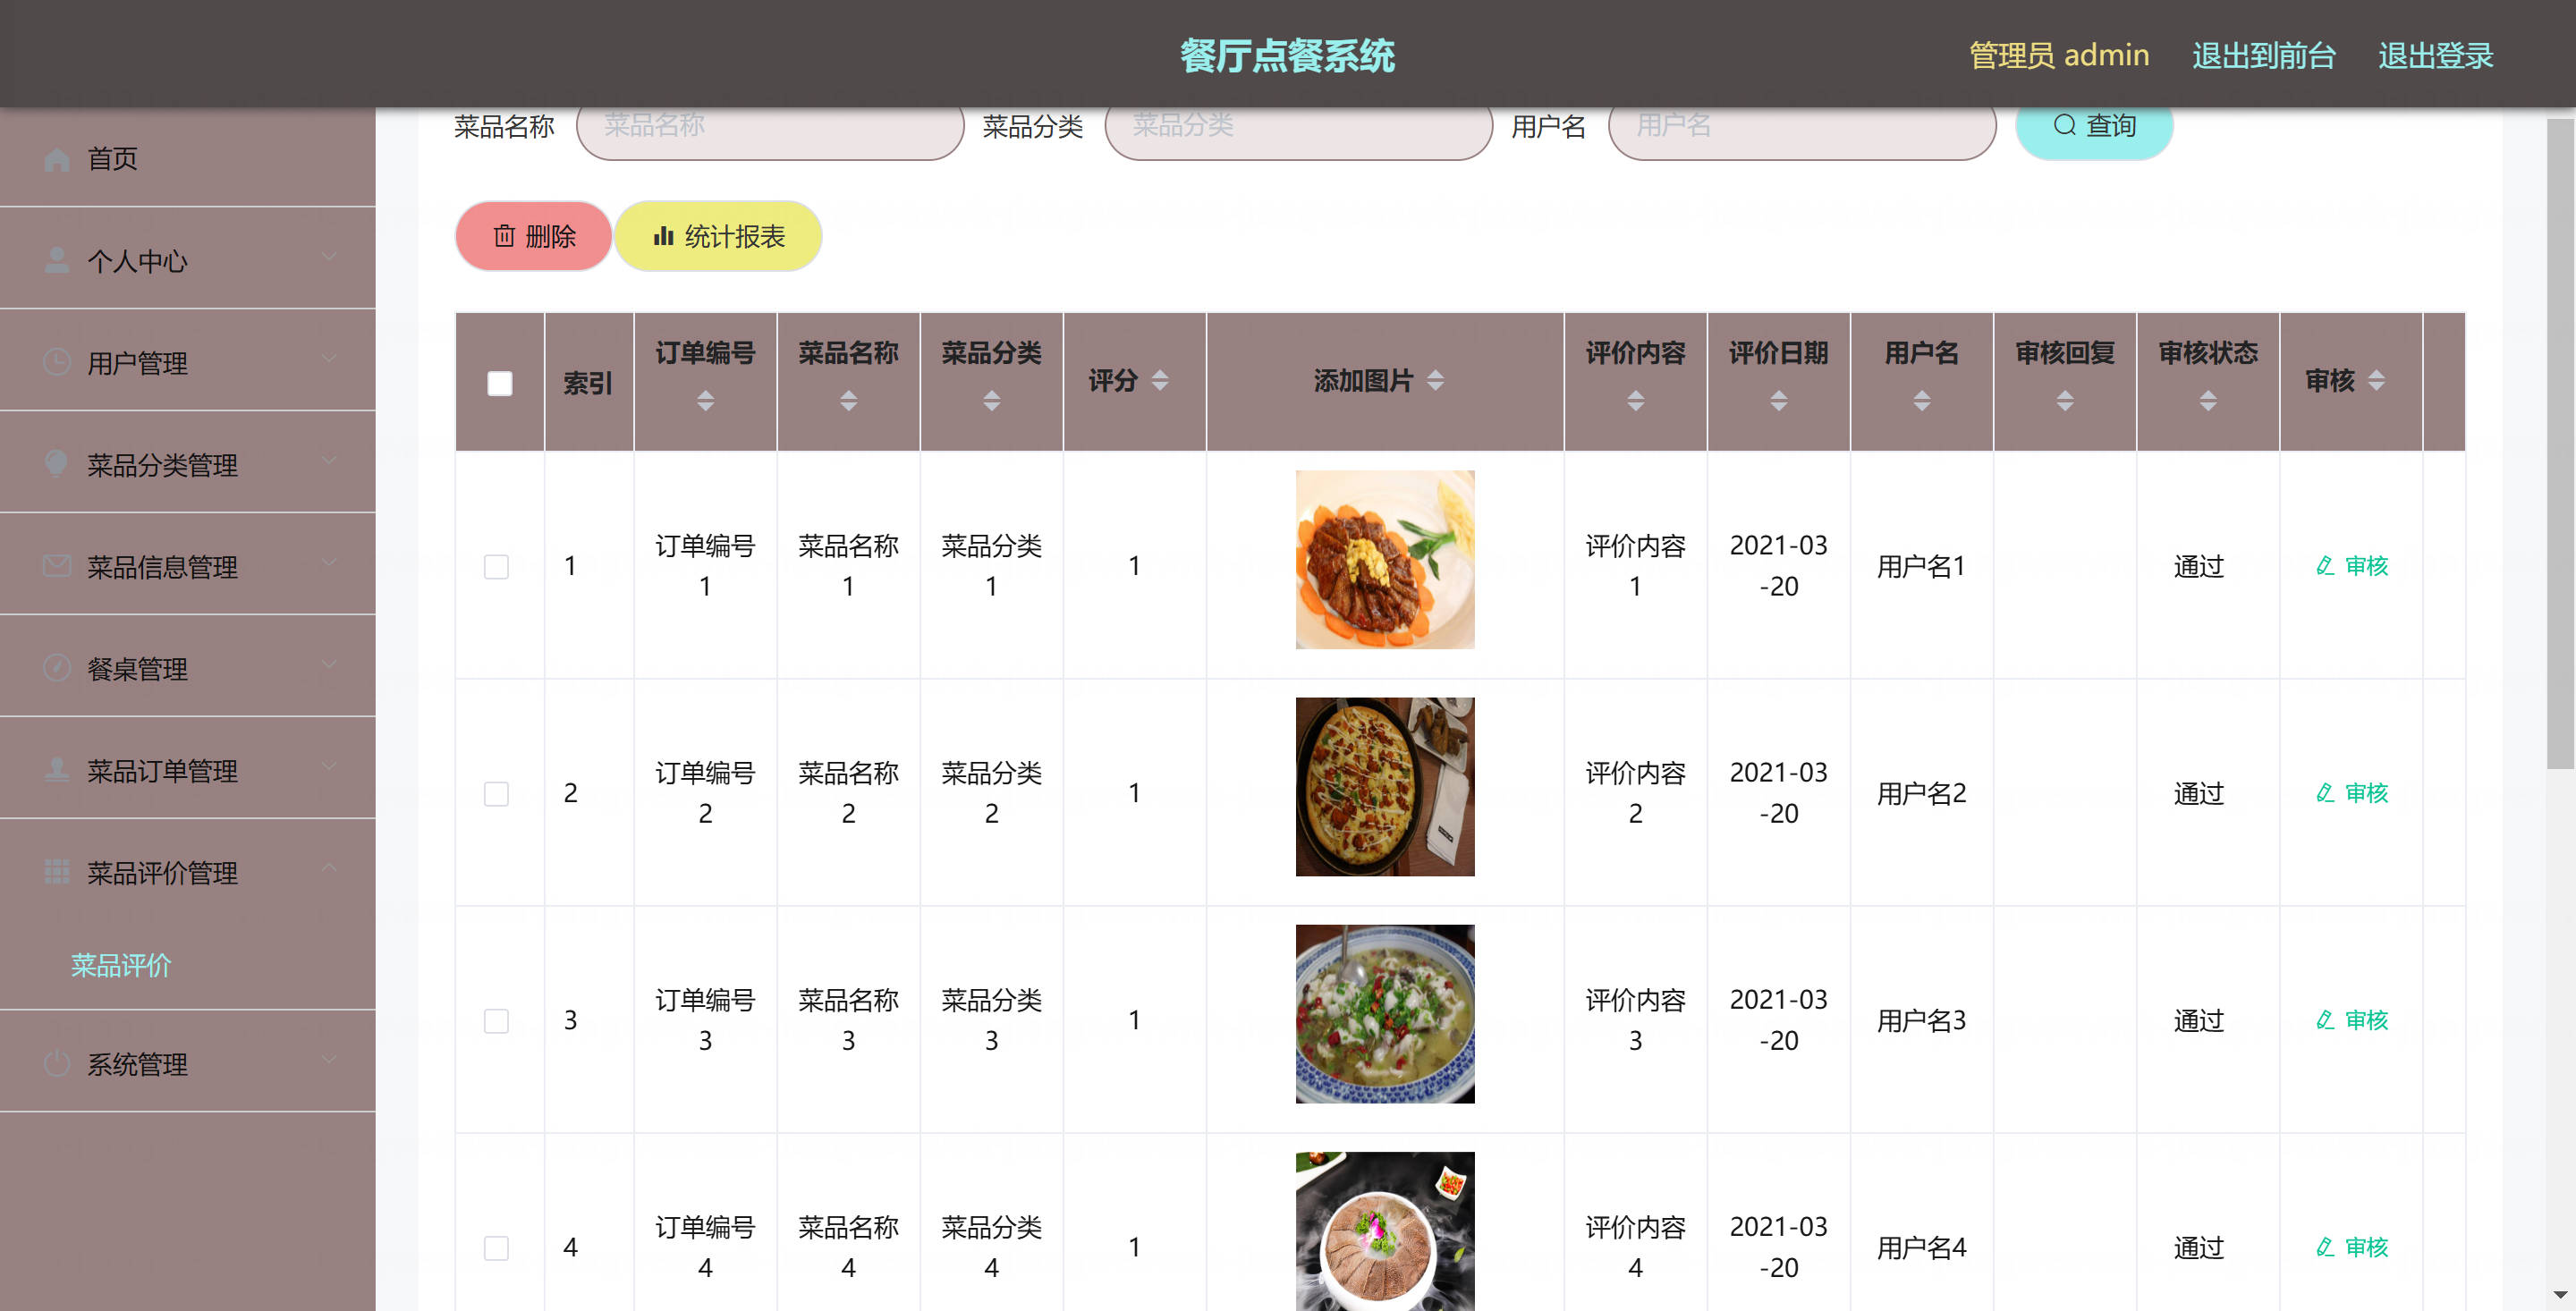 餐厅点餐系统
管理员 admin 退出到前台 退出登录
菜品名称 菜品名称 菜品分类 菜品分类 用户名 用户名 查询
删除 统计报表
首页
个人中心
用户管理
菜品分类管理
菜品信息管理
餐桌管理
菜品订单管理
菜品评价管理
菜品评价
系统管理
索引 订单编号 菜品名称 菜品分类 评分 添加图片 评价内容 评价日期 用户名 审核回复 审核状态 审核
1 订单编号1 菜品名称1 菜品分类1 1 评价内容1 2021-03-20 用户名1 通过 审核
2 订单编号2 菜品名称2 菜品分类2 1 评价内容2 2021-03-20 用户名2 通过 审核
3 订单编号3 菜品名称3 菜品分类3 1 评价内容3 2021-03-20 用户名3 通过 审核
4 订单编号4 菜品名称4 菜品分类4 1 评价内容4 2021-03-20 用户名4 通过 审核